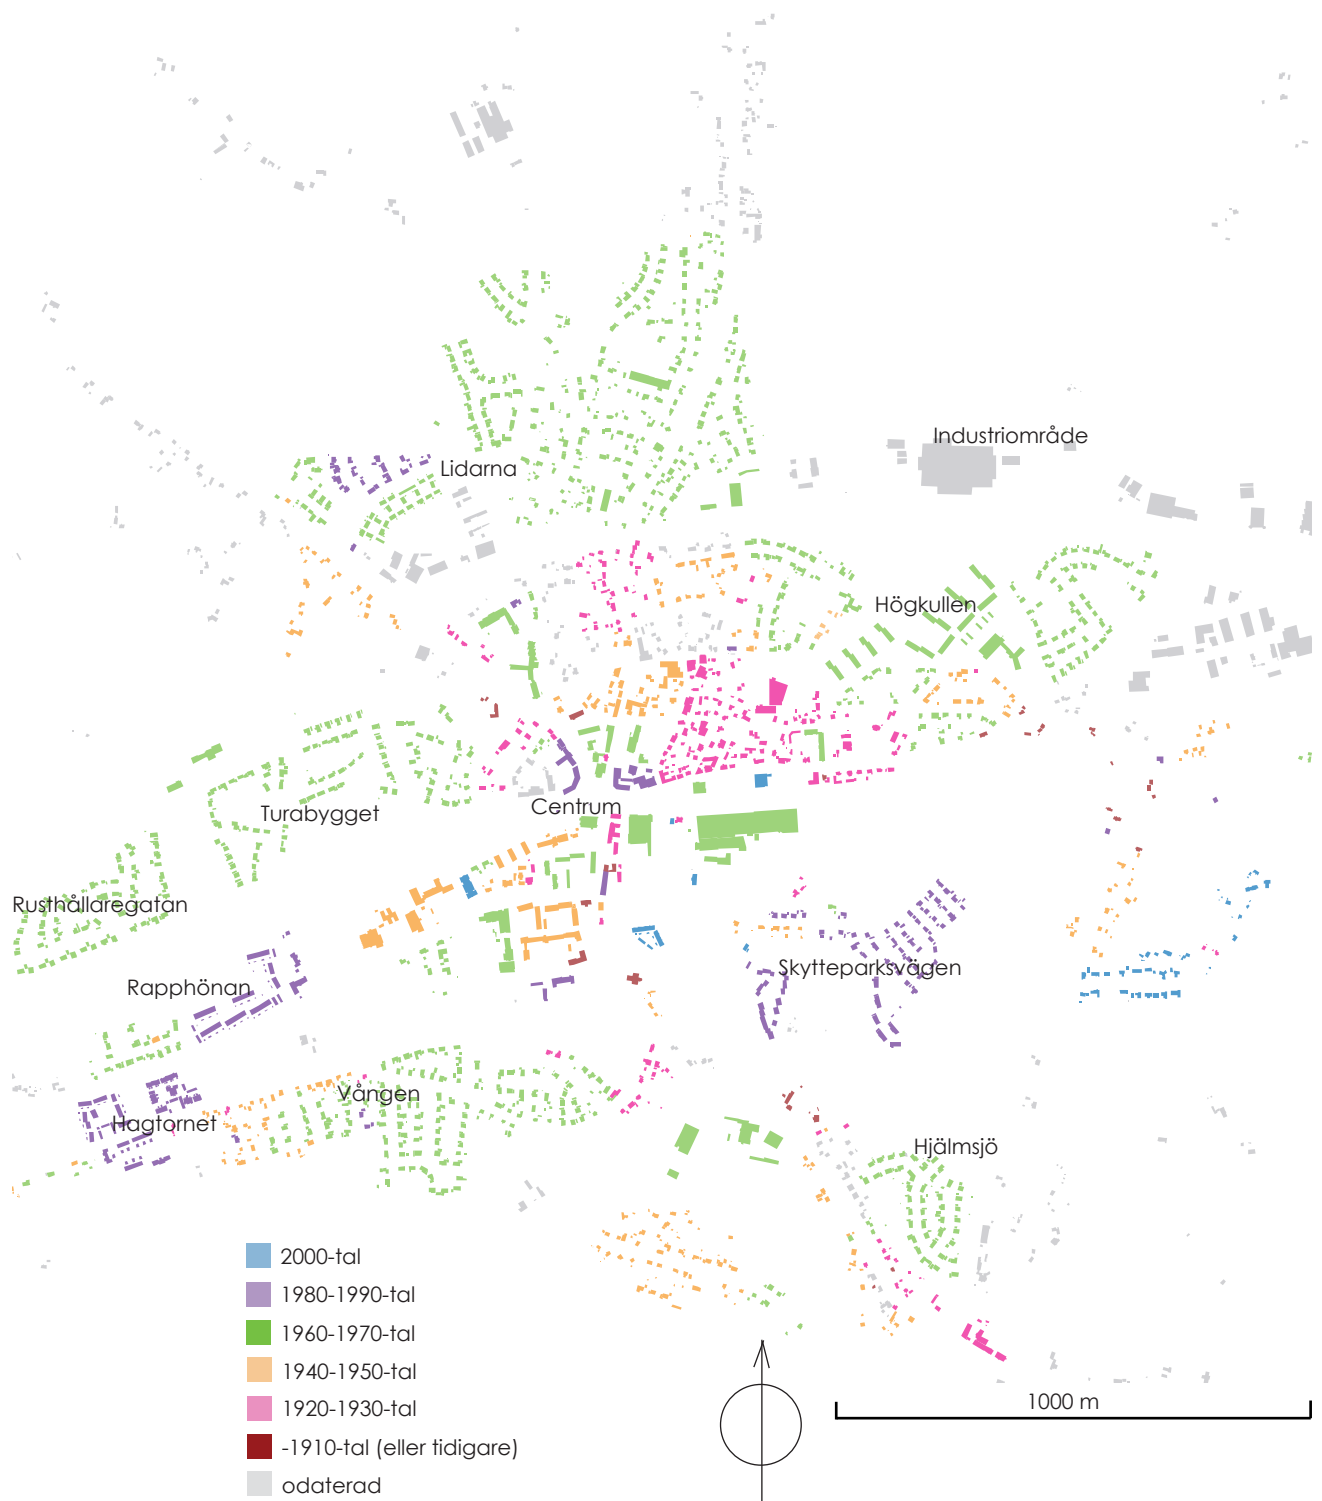 Industriområde
Lidarna
Högkullen
Centrum
Turabygget
Rusthållaregatan
Skytteparksvägen
Rapphönan
Vången
Hagtornet
Hjälmsjö
2000-tal
1980-1990-tal
1960-1970-tal
1940-1950-tal
1920-1930-tal
-1910-tal (eller tidigare)
odaterad
1000 m